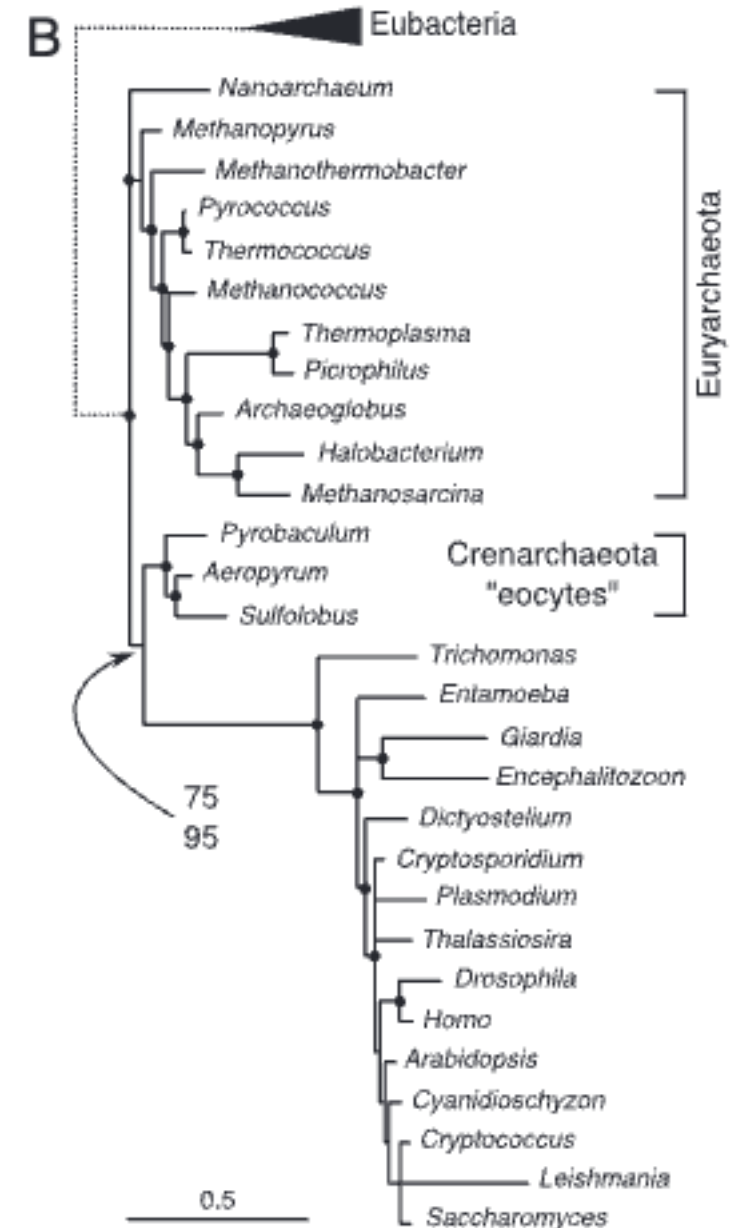 B
Eubacteria
Nanoarchaeum
Methanopyrus
Methanothermobacter
Pyrococcus
Thermococcus
Methanococcus
Thermoplasma
Picrophilus
Archaeoglobus
Halobacterium
Methanosarcina
Euryarchaeota
Pyrobaculum
Aeropyrum
Sulfolobus
Crenarchaeota
"eocytes"
Trichomonas
Entamoeba
Giardia
Encephalitozoon
75
95
Dictyostelium
Cryptosporidium
Plasmodium
Thalassiosira
Drosophila
Homo
Arabidopsis
Cyanidioschyzon
Cryptococcus
Leishmania
Saccharomyces
0.5